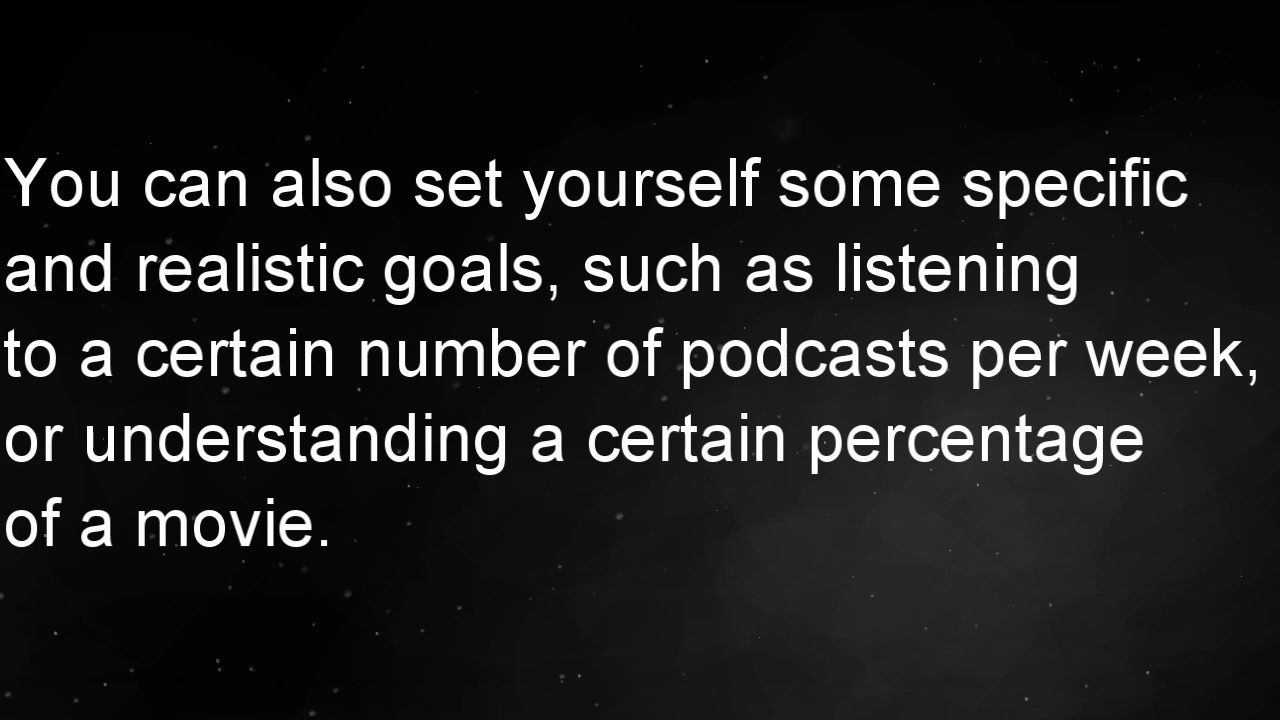 You can also set yourself some specific
and realistic goals, such as listening
to a certain number of podcasts per week,
or understanding a certain percentage
of a movie.